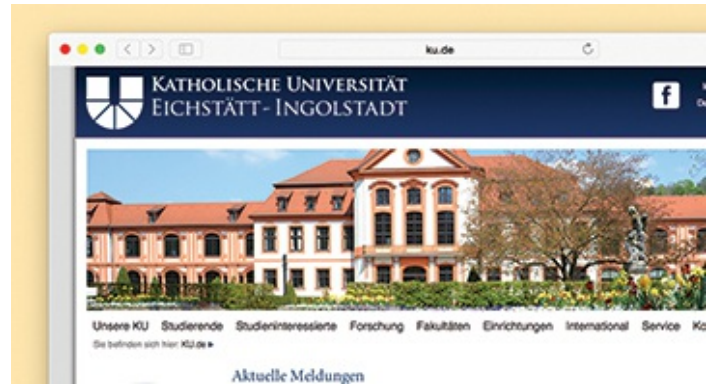 ku.de
KATHOLISCHE UNIVERSITÄT
EICHSTÄTT-INGOLSTADT
f
Unsere KU Studierende Studieninteressierte Forschung Fakultäten Einrichtungen International Service
Sie befinden sich hier: KU.de
Aktuelle Meldungen